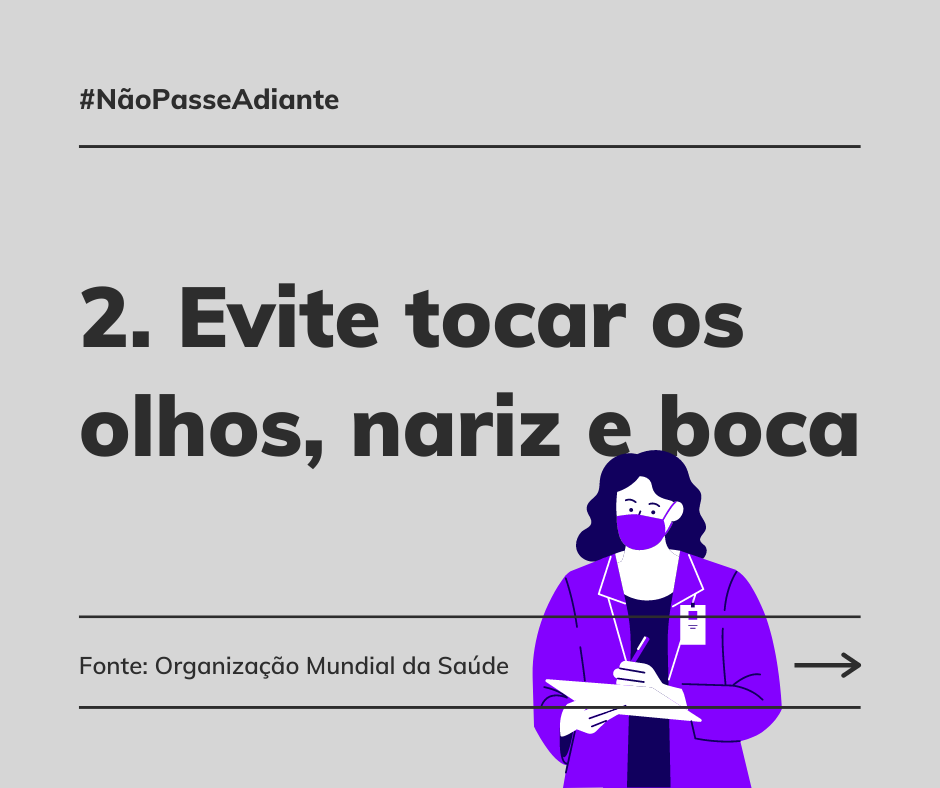 #NãoPasseAdiante
2. Evite tocar os
olhos, nariz e boca
Fonte: Organização Mundial da Saúde